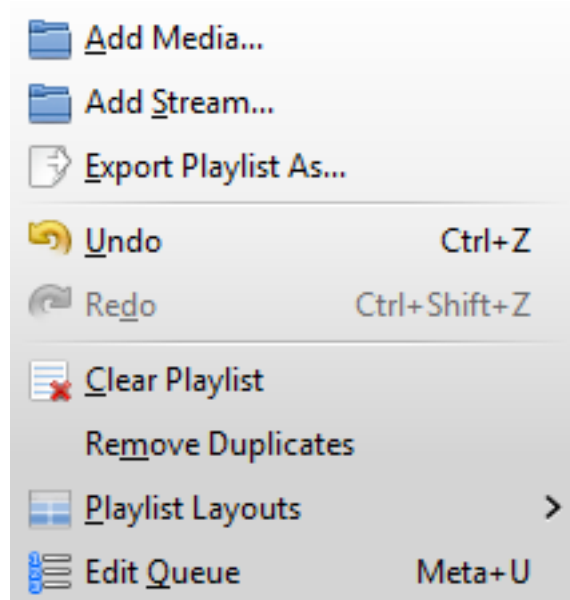 Add Media...
Add Stream...
Export Playlist As...
Undo Ctrl+Z
Redo Ctrl+Shift+Z
Clear Playlist
Remove Duplicates
Playlist Layouts
Edit Queue Meta+U